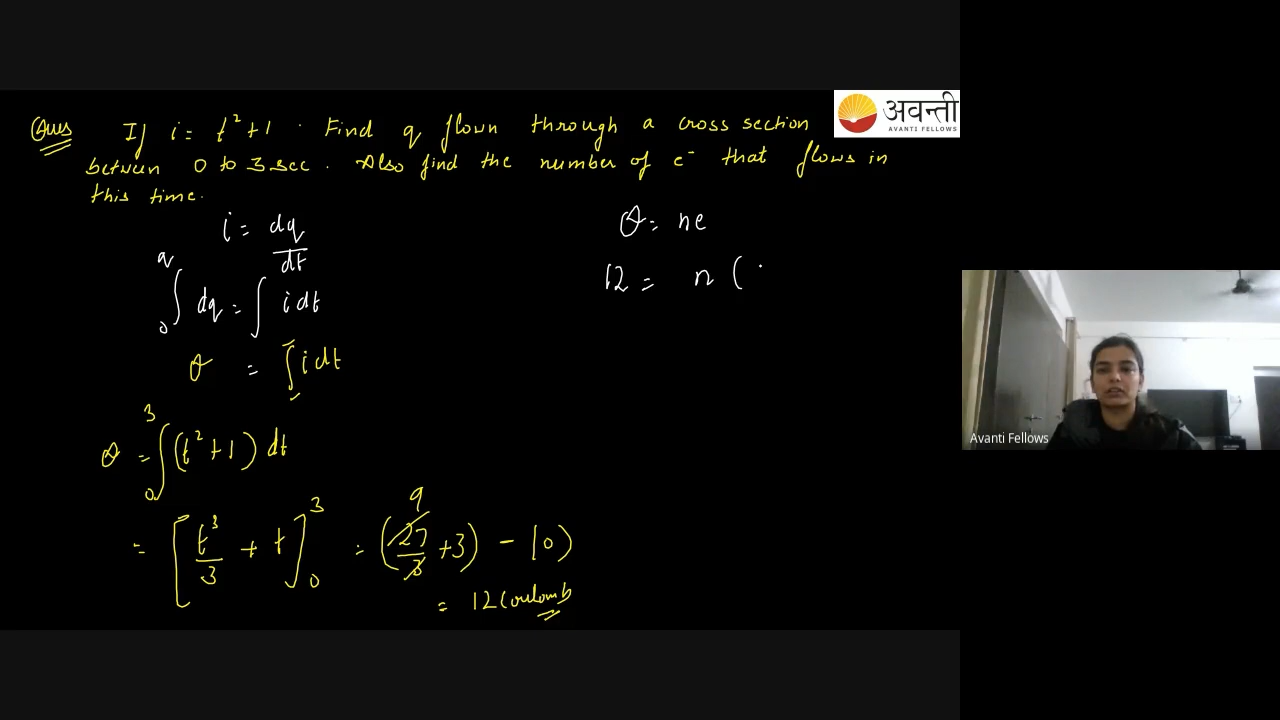 Ques If i = t²+1 . Find q flown through a cross section
between 0 to 3 sec . Also find the number of e⁻ that flows in
this time.
अवन्ती
AVANTI FELLOWS
i = dq/dt
∫₀^q dq = ∫ i dt
Q = ∫ i dt
Q = ∫₀³ (t²+1) dt
= [t³/3 + t]₀³ = (27/3 +3) - (0)
9
= 12 Coulomb
Q = ne
12 = n (
Avanti Fellows